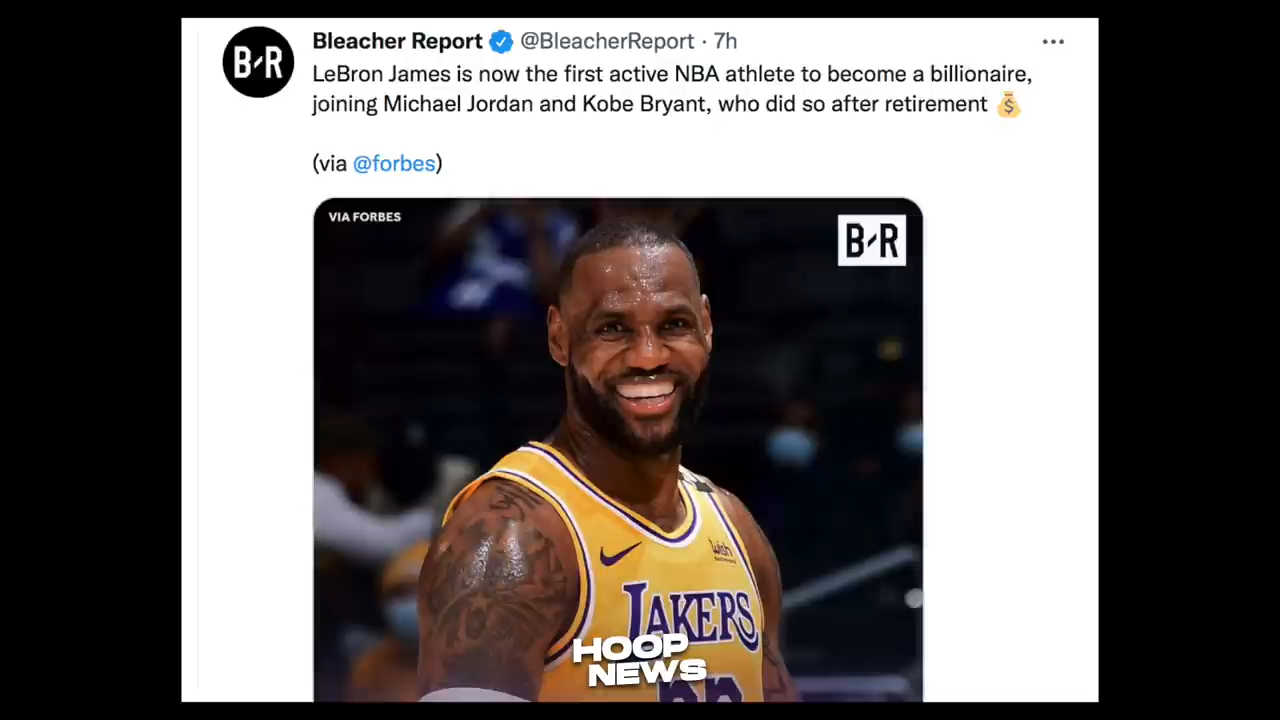 B/R
Bleacher Report @BleacherReport · 7h
LeBron James is now the first active NBA athlete to become a billionaire,
joining Michael Jordan and Kobe Bryant, who did so after retirement 💰
(via @forbes)
VIA FORBES
B/R
wish
LAKERS
HOOP
NEWS